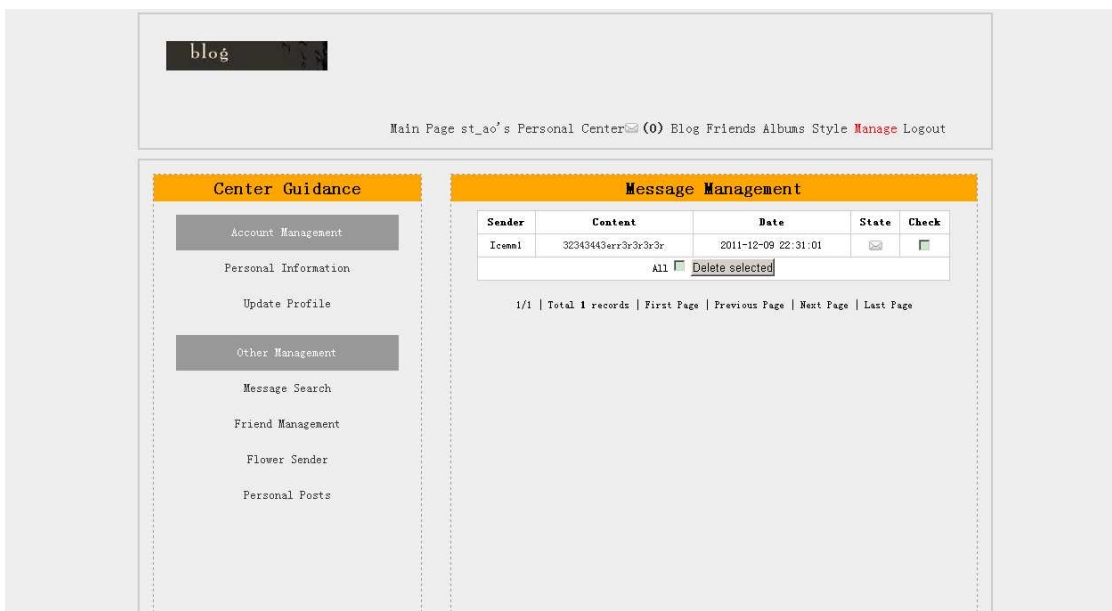 blog
Main Page st_ao's Personal Center (0) Blog Friends Albums Style Manage Logout
Center Guidance
Account Management
Personal Information
Update Profile
Other Management
Message Search
Friend Management
Flower Sender
Personal Posts
Message Management
Sender Content Date State Check
Icemm1 32343443err3r3r3r3r 2011-12-09 22:31:01
All Delete selected
1/1 | Total 1 records | First Page | Previous Page | Next Page | Last Page